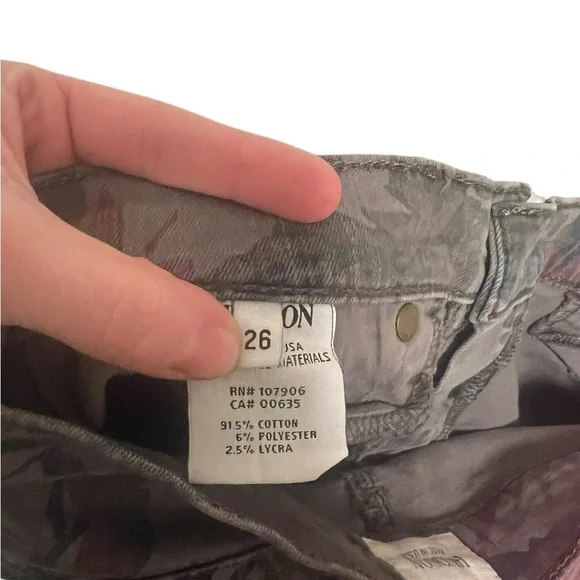 ON
26
USA
MATERIALS
RN# 107906
CA# 00635
91.5% COTTON
6% POLYESTER
2.5% LYCRA